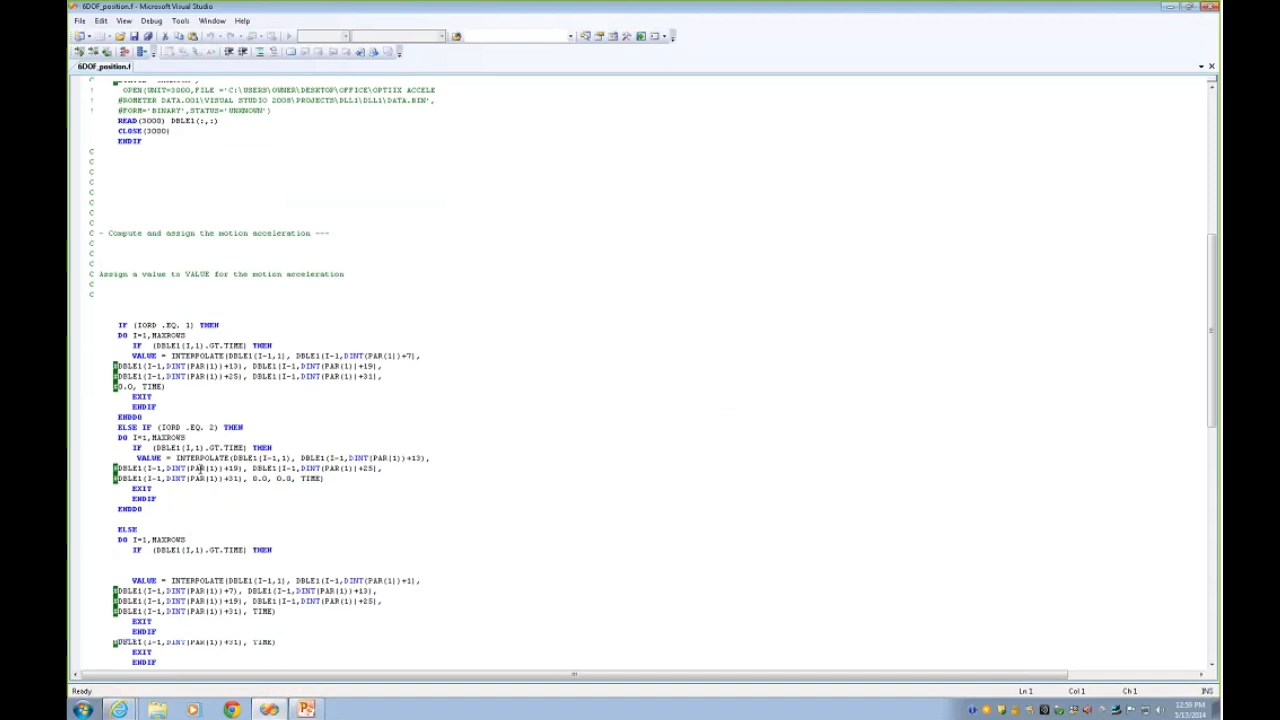 6DOF_position.f - Microsoft Visual Studio
File Edit View Debug Tools Window Help
6DOF_position.f
C
! OPEN(UNIT=3000,FILE ='C:\USERS\OWNER\DESKTOP\OFFICE\OPTIIX ACCELE
! #ROMETER DATA.001\VISUAL STUDIO 2008\PROJECTS\DLL1\DLL1\DATA.BIN',
! #FORM='BINARY',STATUS='UNKNOWN')
READ(3000) DBLE1(:,:)
CLOSE(3000)
ENDIF
C
C
C
C
C
C
C
C
C - Compute and assign the motion acceleration ---
C
C
C
C Assign a value to VALUE for the motion acceleration
C
C
IF (IORD .EQ. 1) THEN
DO I=1,MAXROWS
IF (DBLE1(I,1).GT.TIME) THEN
VALUE = INTERPOLATE(DBLE1(I-1,1), DBLE1(I-1,DINT(PAR(1))+7),
#DBLE1(I-1,DINT(PAR(1))+13), DBLE1(I-1,DINT(PAR(1))+19),
#DBLE1(I-1,DINT(PAR(1))+25), DBLE1(I-1,DINT(PAR(1))+31),
#0.0, TIME)
EXIT
ENDIF
ENDDO
ELSE IF (IORD .EQ. 2) THEN
DO I=1,MAXROWS
IF (DBLE1(I,1).GT.TIME) THEN
VALUE = INTERPOLATE(DBLE1(I-1,1), DBLE1(I-1,DINT(PAR(1))+13),
#DBLE1(I-1,DINT(PAR(1))+19), DBLE1(I-1,DINT(PAR(1))+25),
#DBLE1(I-1,DINT(PAR(1))+31), 0.0, 0.0, TIME)
EXIT
ENDIF
ENDDO
ELSE
DO I=1,MAXROWS
IF (DBLE1(I,1).GT.TIME) THEN
VALUE = INTERPOLATE(DBLE1(I-1,1), DBLE1(I-1,DINT(PAR(1))+1),
#DBLE1(I-1,DINT(PAR(1))+7), DBLE1(I-1,DINT(PAR(1))+13),
#DBLE1(I-1,DINT(PAR(1))+19), DBLE1(I-1,DINT(PAR(1))+25),
#DBLE1(I-1,DINT(PAR(1))+31), TIME)
EXIT
ENDIF
#DBLE1(I-1,DINT(PAR(1))+31), TIME)
EXIT
ENDIF
Ready Ln 1 Col 1 Ch 1 INS
12:59 PM
5/13/2014